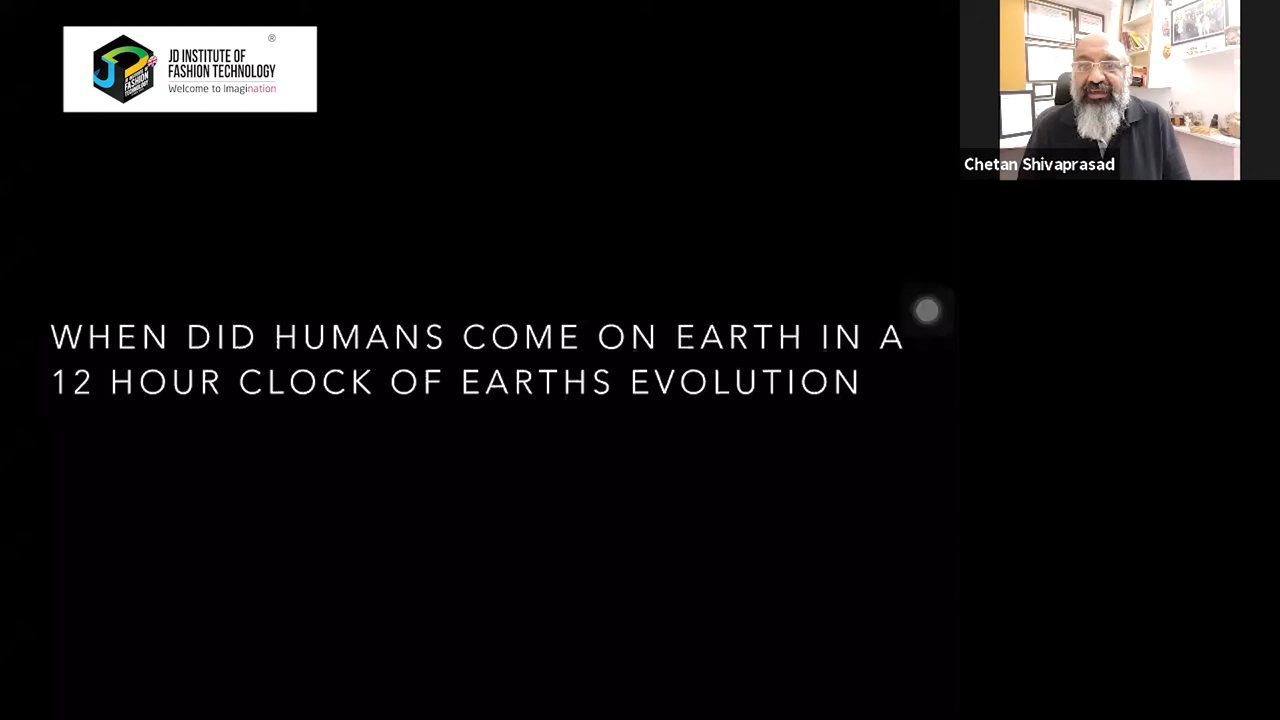 JD INSTITUTE OF
FASHION TECHNOLOGY
®
Welcome to Imagination
Chetan Shivaprasad
WHEN DID HUMANS COME ON EARTH IN A
12 HOUR CLOCK OF EARTHS EVOLUTION